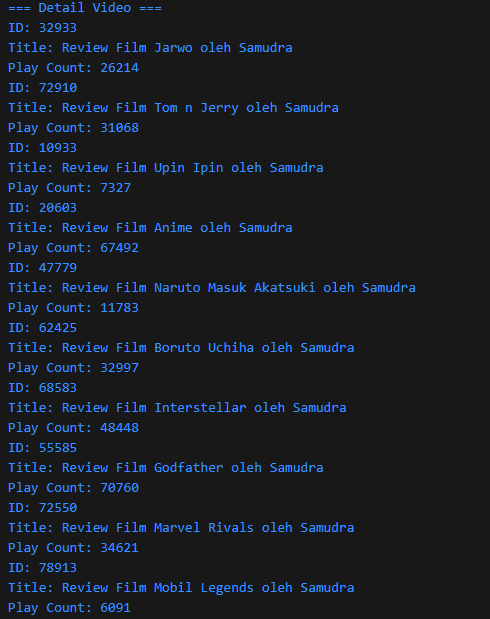 === Detail Video ===
ID: 32933
Title: Review Film Jarwo oleh Samudra
Play Count: 26214
ID: 72910
Title: Review Film Tom n Jerry oleh Samudra
Play Count: 31068
ID: 10933
Title: Review Film Upin Ipin oleh Samudra
Play Count: 7327
ID: 20603
Title: Review Film Anime oleh Samudra
Play Count: 67492
ID: 47779
Title: Review Film Naruto Masuk Akatsuki oleh Samudra
Play Count: 11783
ID: 62425
Title: Review Film Boruto Uchiha oleh Samudra
Play Count: 32997
ID: 68583
Title: Review Film Interstellar oleh Samudra
Play Count: 48448
ID: 55585
Title: Review Film Godfather oleh Samudra
Play Count: 70760
ID: 72550
Title: Review Film Marvel Rivals oleh Samudra
Play Count: 34621
ID: 78913
Title: Review Film Mobil Legends oleh Samudra
Play Count: 6091